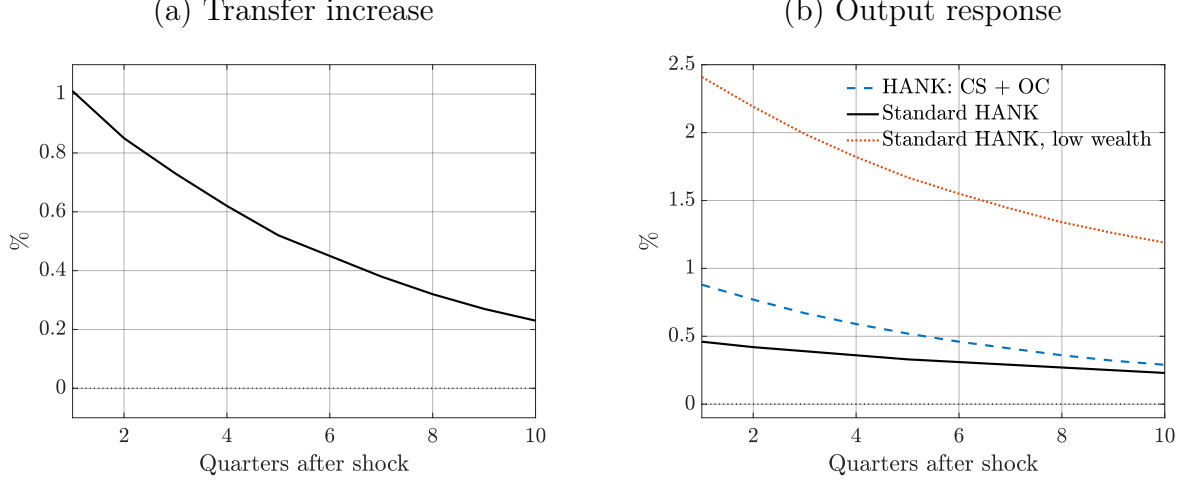 (a) Transfer increase
1
0.8
0.6
0.4
0.2
0
%
2 4 6 8 10
Quarters after shock
(b) Output response
2.5
2
1.5
1
0.5
0
%
HANK: CS + OC
Standard HANK
Standard HANK, low wealth
2 4 6 8 10
Quarters after shock